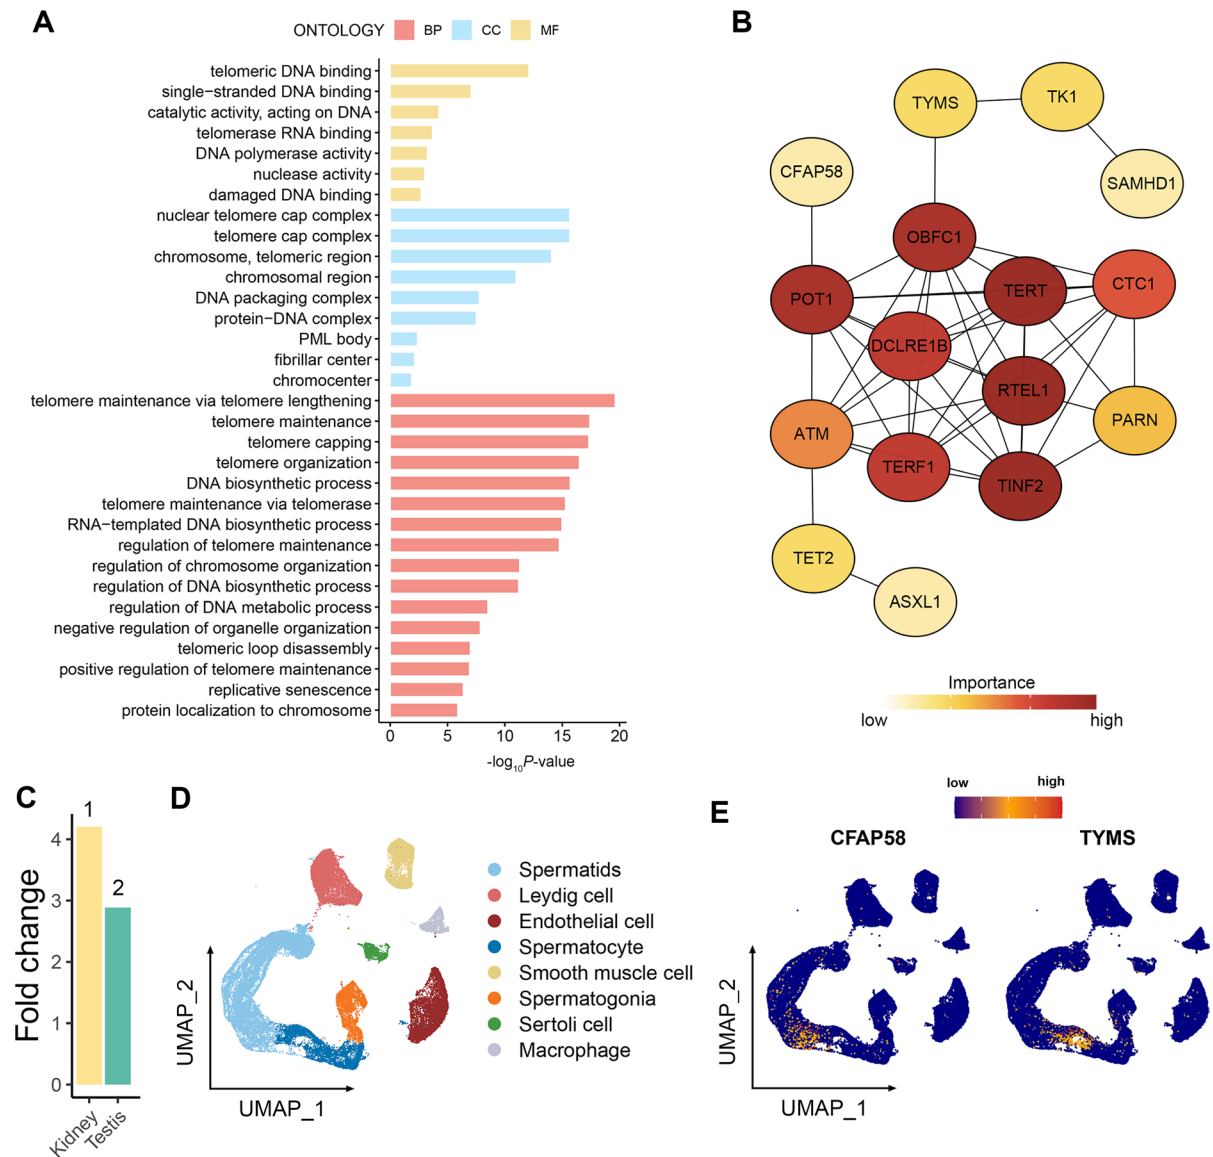 A
ONTOLOGY BP CC MF
telomeric DNA binding
single−stranded DNA binding
catalytic activity, acting on DNA
telomerase RNA binding
DNA polymerase activity
nuclease activity
damaged DNA binding
nuclear telomere cap complex
telomere cap complex
chromosome, telomeric region
chromosomal region
DNA packaging complex
protein−DNA complex
PML body
fibrillar center
chromocenter
telomere maintenance via telomere lengthening
telomere maintenance
telomere capping
telomere organization
DNA biosynthetic process
telomere maintenance via telomerase
RNA−templated DNA biosynthetic process
regulation of telomere maintenance
regulation of chromosome organization
regulation of DNA biosynthetic process
regulation of DNA metabolic process
negative regulation of organelle organization
telomeric loop disassembly
positive regulation of telomere maintenance
replicative senescence
protein localization to chromosome
0 5 10 15 20
-log10P-value
B
TYMS
TK1
CFAP58
SAMHD1
OBFC1
POT1
TERT
CTC1
DCLRE1B
RTEL1
ATM
PARN
TERF1
TINF2
TET2
ASXL1
Importance
low high
C
Fold change
4
3
2
1
0
1
2
Kidney
Testis
D
UMAP_2
UMAP_1
Spermatids
Leydig cell
Endothelial cell
Spermatocyte
Smooth muscle cell
Spermatogonia
Sertoli cell
Macrophage
E
low high
CFAP58 TYMS
UMAP_2
UMAP_1